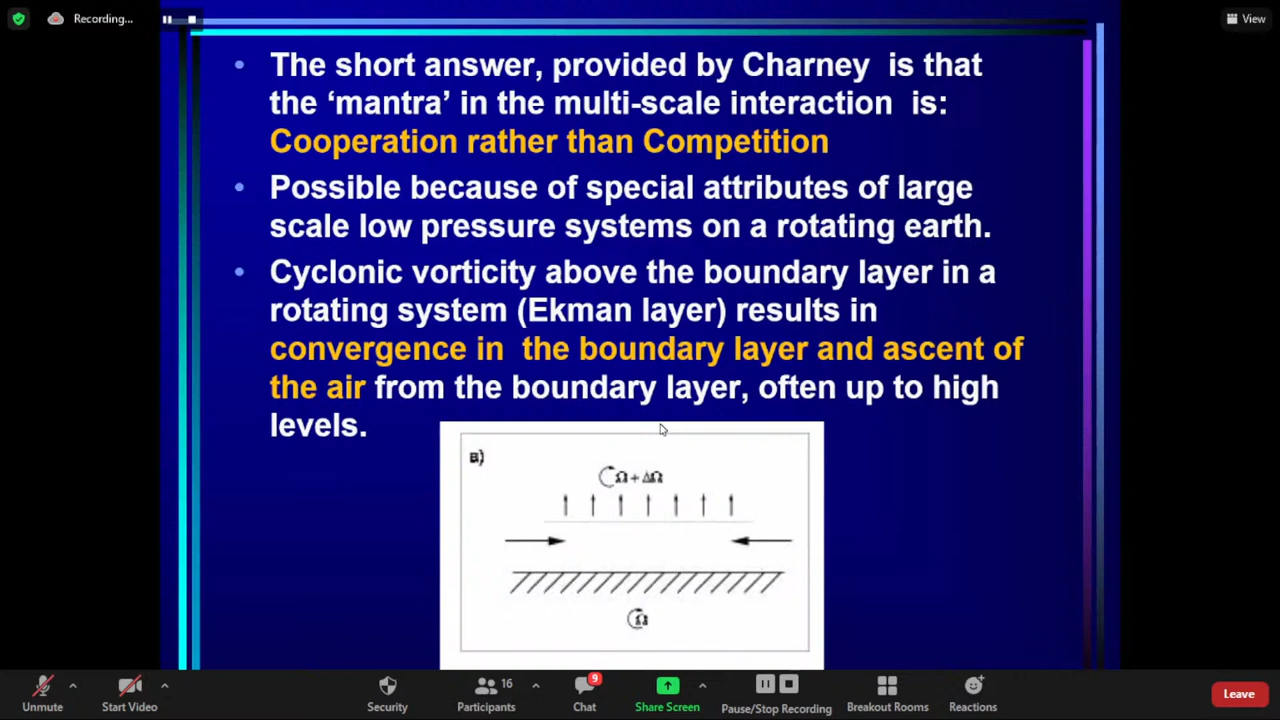 Recording...
View
• The short answer, provided by Charney is that
the ‘mantra’ in the multi-scale interaction is:
Cooperation rather than Competition
• Possible because of special attributes of large
scale low pressure systems on a rotating earth.
• Cyclonic vorticity above the boundary layer in a
rotating system (Ekman layer) results in
convergence in the boundary layer and ascent of
the air from the boundary layer, often up to high
levels.
B)
Ω + ΔΩ
Ω
16
9
Unmute
Start Video
Security
Participants
Chat
Share Screen
Pause/Stop Recording
Breakout Rooms
Reactions
Leave